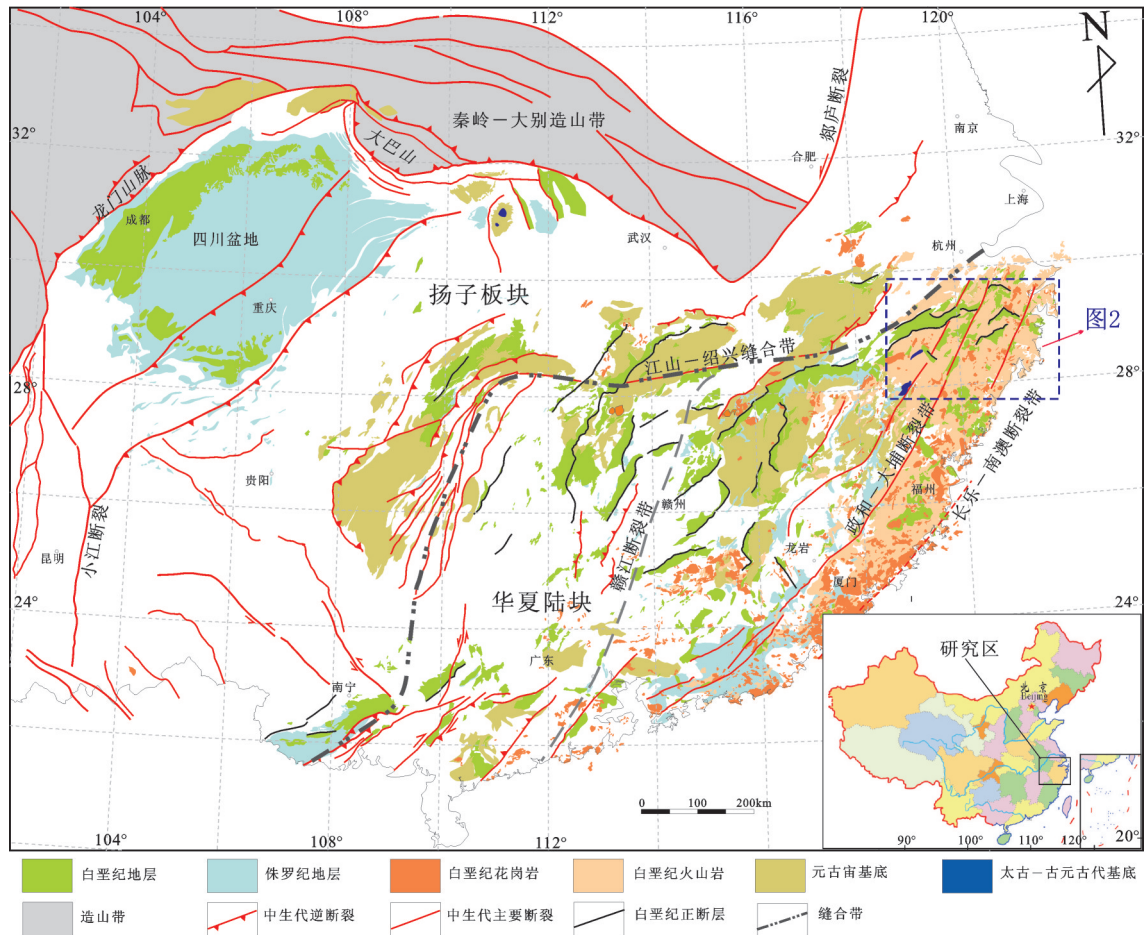 104°
108°
112°
116°
120°
N
郯庐断裂
秦岭－大别造山带
南京
32°
32°
大巴山
合肥
龙门山脉
上海
成都
四川盆地
武汉
杭州
扬子板块
重庆
图2
江山－绍兴缝合带
28°
28°
政和－大埔断裂带
长乐－南澳断裂带
贵阳
赣州
福州
小江断裂
昆明
赣江断裂带
龙岩
厦门
华夏陆块
24°
24°
广东
研究区
南宁
北京
Beijing
0 100 200km
104°
108°
112°
90°
100°
110°
120°
20°
白垩纪地层
侏罗纪地层
白垩纪花岗岩
白垩纪火山岩
元古宙基底
太古－古元古代基底
造山带
中生代逆断裂
中生代主要断裂
白垩纪正断层
缝合带